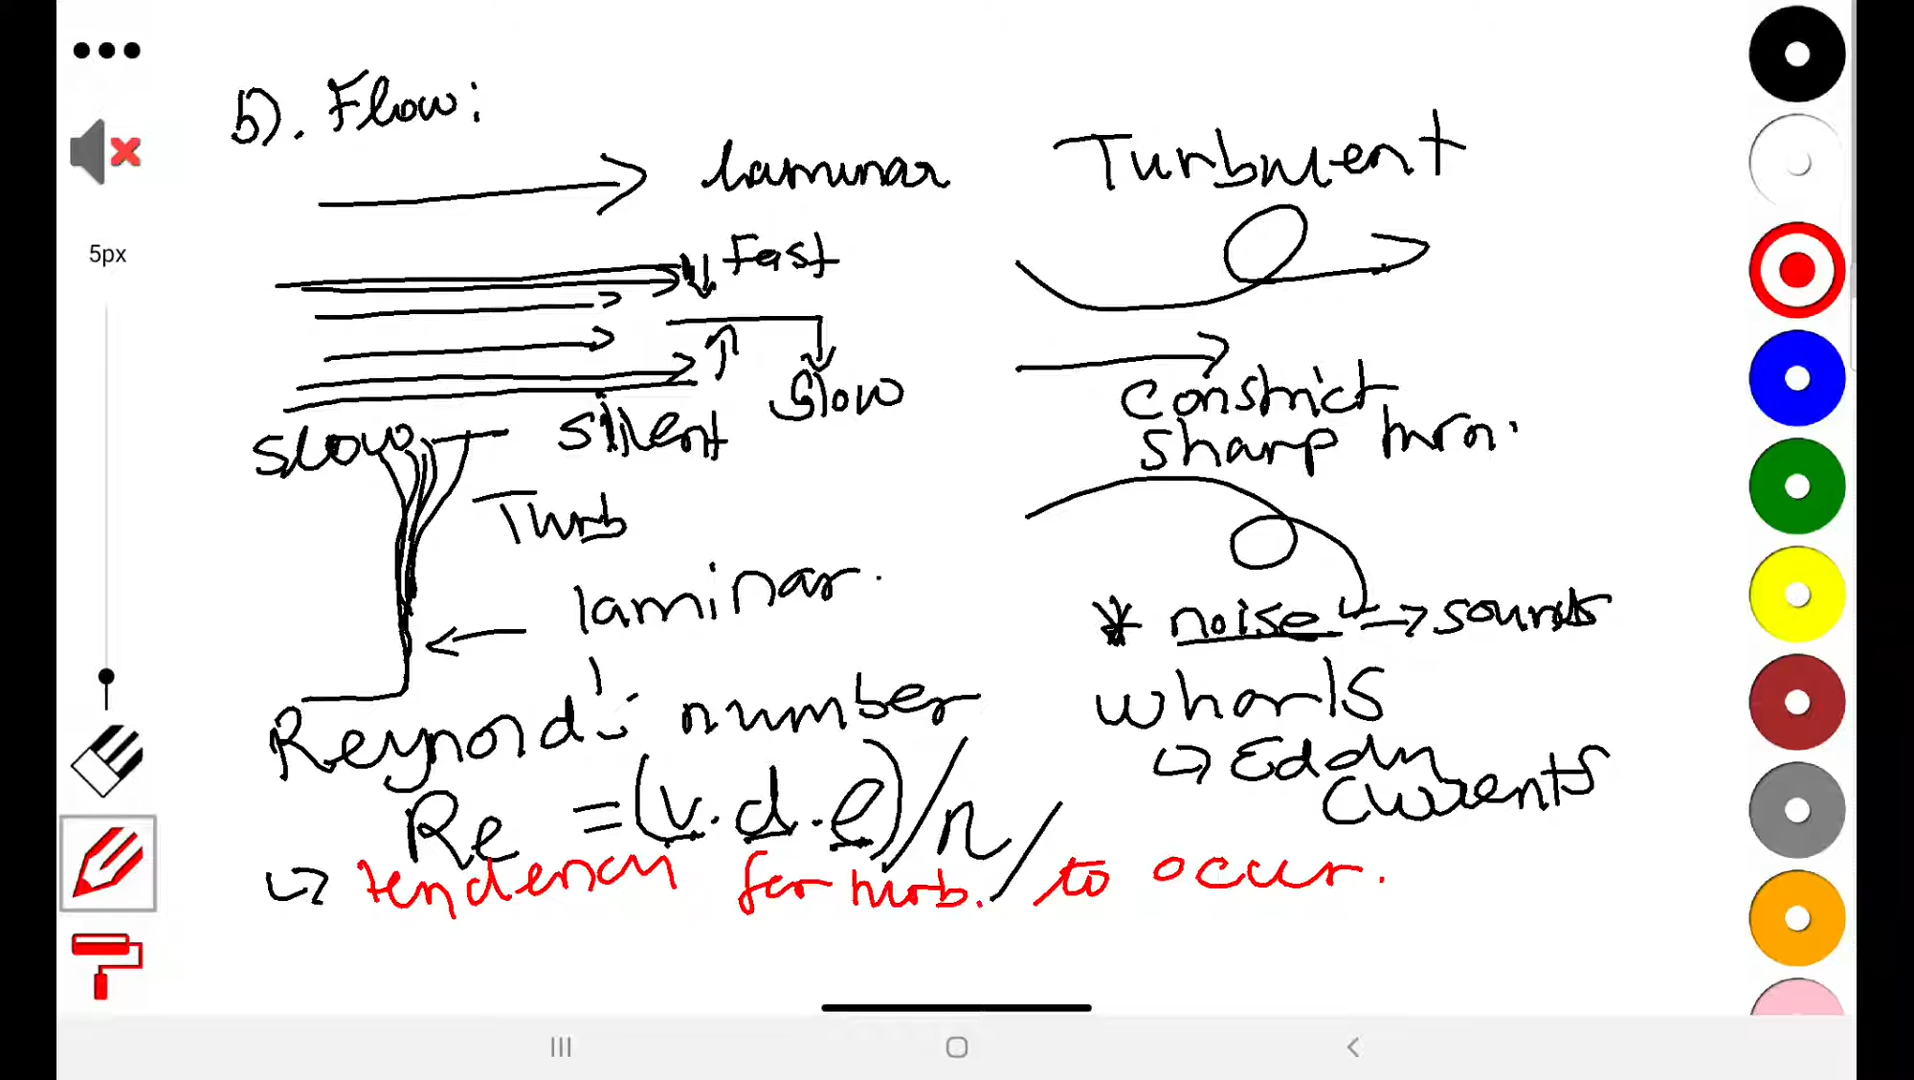 b). Flow:
laminar
Fast
Slow
slow
silent
Turb
laminar.
Reynold's number
Re = (v.d.e)/n
↳ tendency for turb. to occur.
Turbulent
Constrict
sharp turn.
* noise → sounds
whorls
↳ Eddy
currents
5px